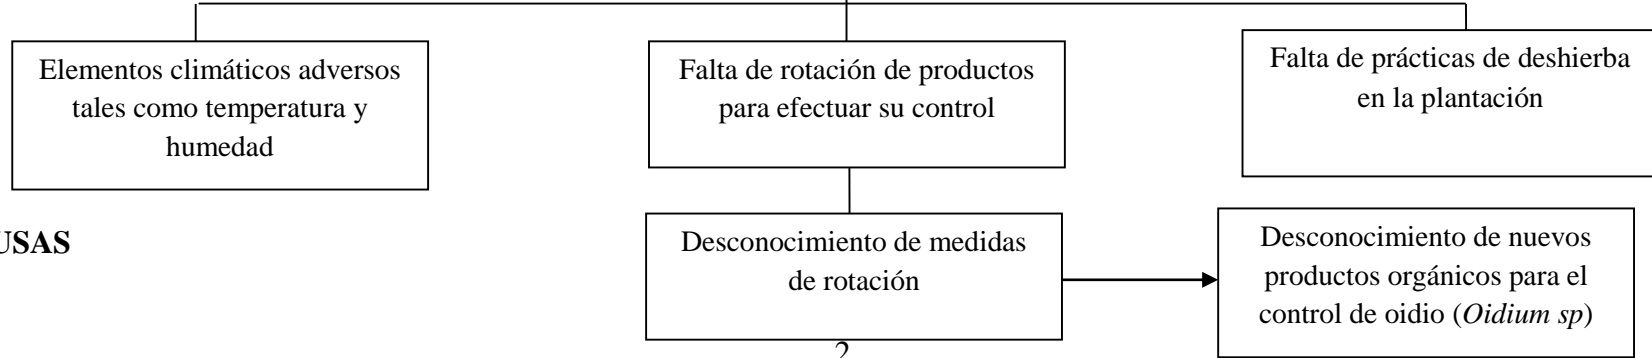 Elementos climáticos adversos
tales como temperatura y
humedad
Falta de rotación de productos
para efectuar su control
Falta de prácticas de deshierba
en la plantación
USAS
Desconocimiento de medidas
de rotación
Desconocimiento de nuevos
productos orgánicos para el
control de oidio (Oidium sp)
2